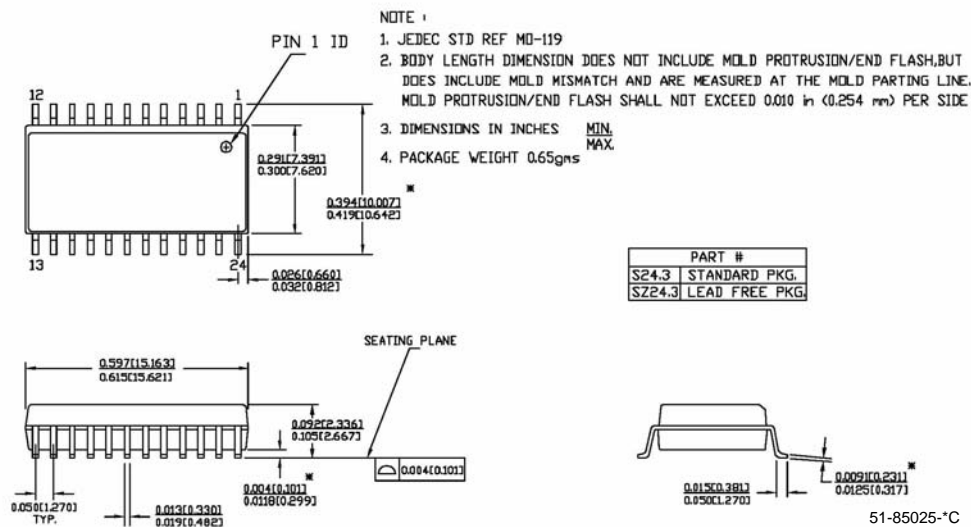 NOTE :
1. JEDEC STD REF MO-119
2. BODY LENGTH DIMENSION DOES NOT INCLUDE MOLD PROTRUSION/END FLASH,BUT
DOES INCLUDE MOLD MISMATCH AND ARE MEASURED AT THE MOLD PARTING LINE.
MOLD PROTRUSION/END FLASH SHALL NOT EXCEED 0.010 in (0.254 mm) PER SIDE
3. DIMENSIONS IN INCHES MIN.
MAX.
4. PACKAGE WEIGHT 0.65gms
PIN 1 ID
12 1
0.291[7.391]
0.300[7.620]
*
0.394[10.007]
0.419[10.642]
13 24
0.026[0.660]
0.032[0.812]
PART #
S24.3 STANDARD PKG.
SZ24.3 LEAD FREE PKG.
SEATING PLANE
0.597[15.163]
0.615[15.621]
0.092[2.336]
0.105[2.667]
0.004[0.101]
*
0.004[0.101]
0.0118[0.299]
0.050[1.270]
TYP.
0.013[0.330]
0.019[0.482]
0.015[0.381]
0.050[1.270]
*
0.0091[0.231]
0.0125[0.317]
51-85025-*C